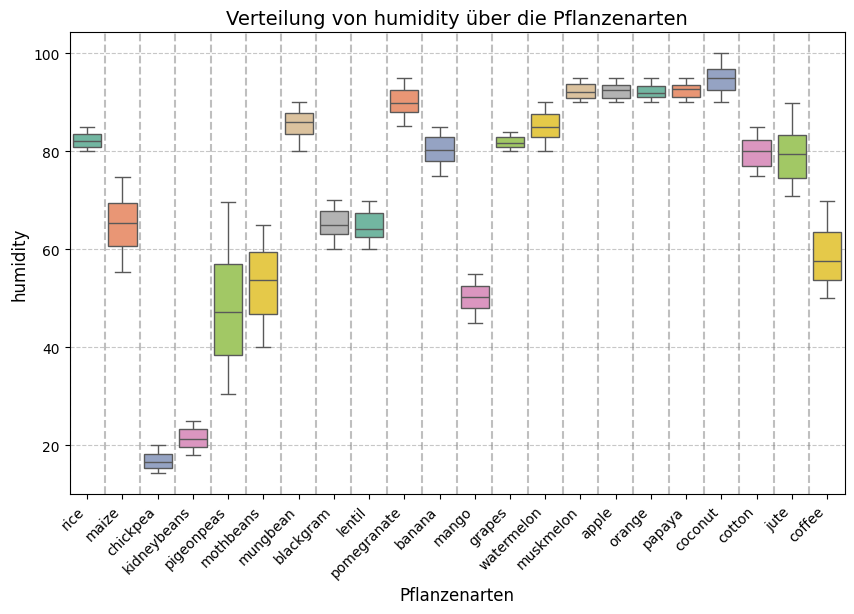 Verteilung von humidity über die Pflanzenarten
humidity
100
80
60
40
20
rice
maize
chickpea
kidneybeans
pigeonpeas
mothbeans
mungbean
blackgram
lentil
pomegranate
banana
mango
grapes
watermelon
muskmelon
apple
orange
papaya
coconut
cotton
jute
coffee
Pflanzenarten